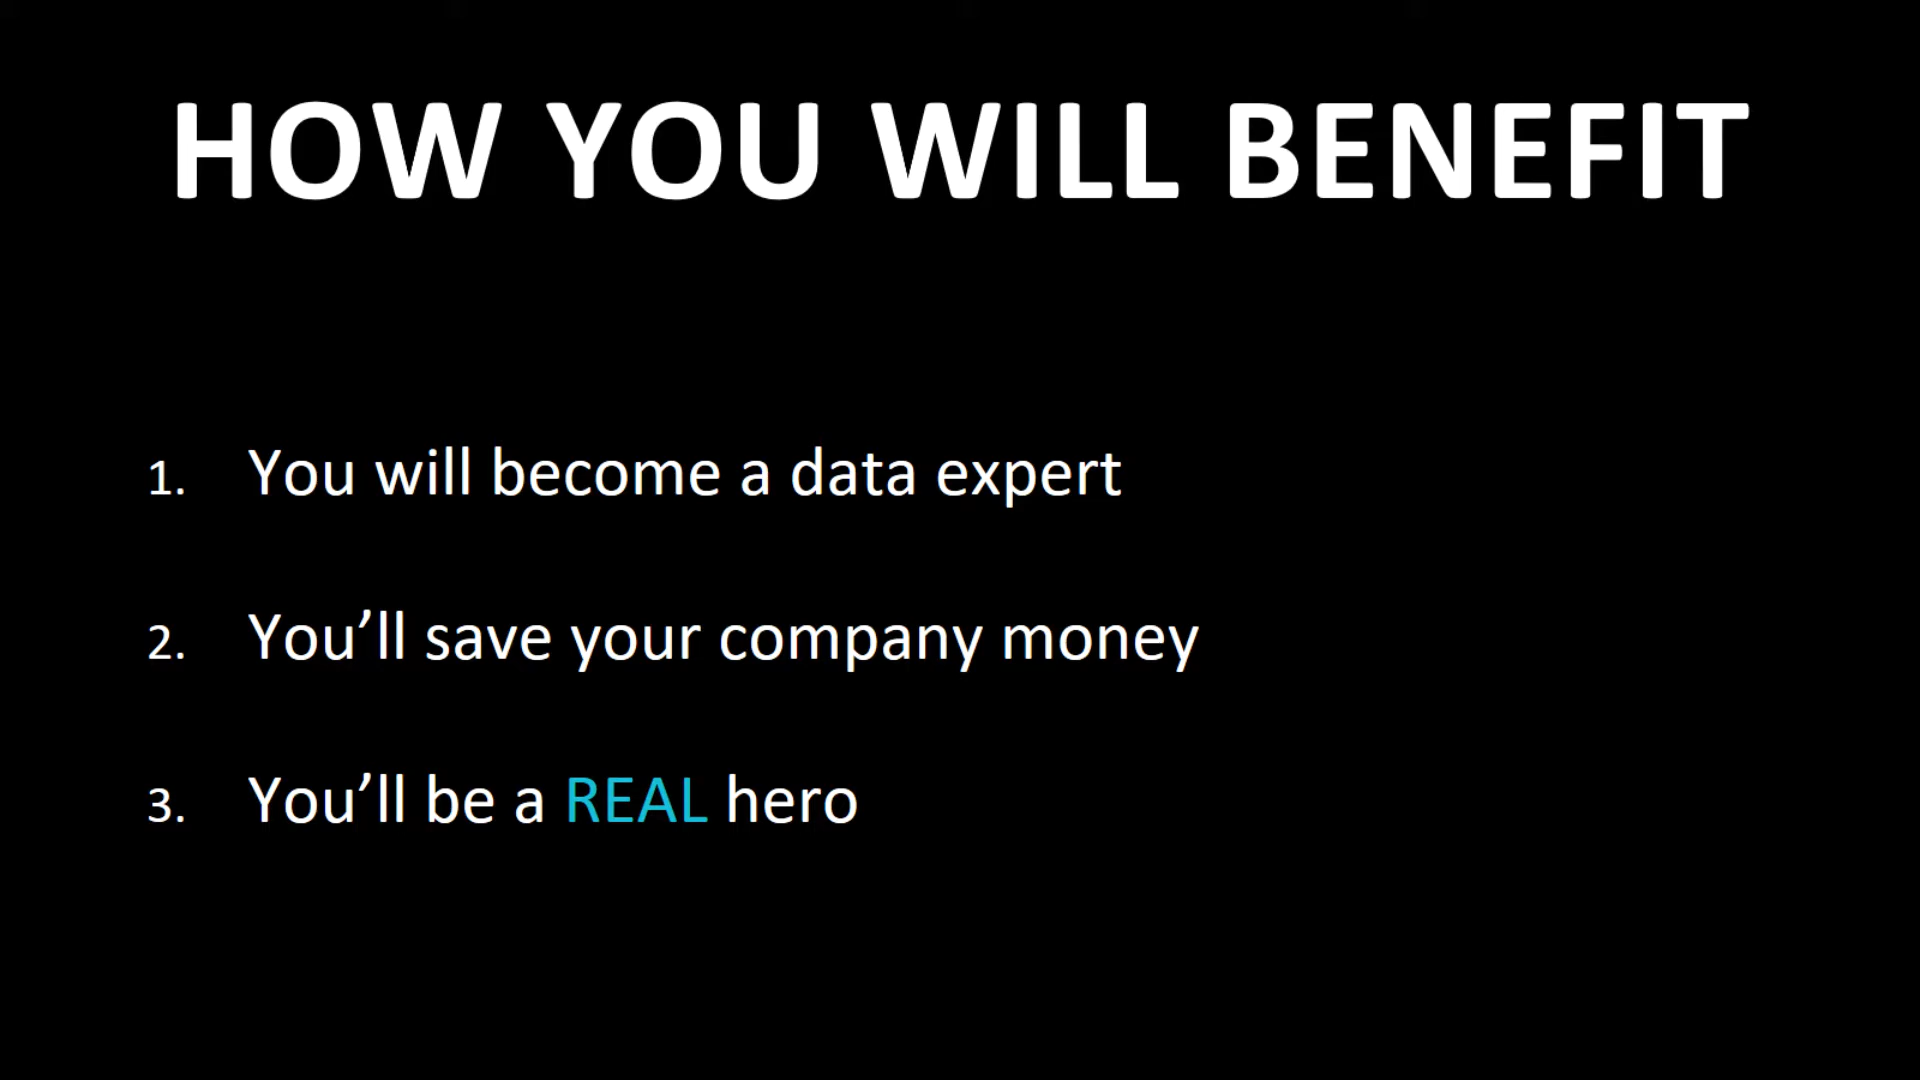 HOW YOU WILL BENEFIT
1. You will become a data expert
2. You’ll save your company money
3. You’ll be a REAL hero